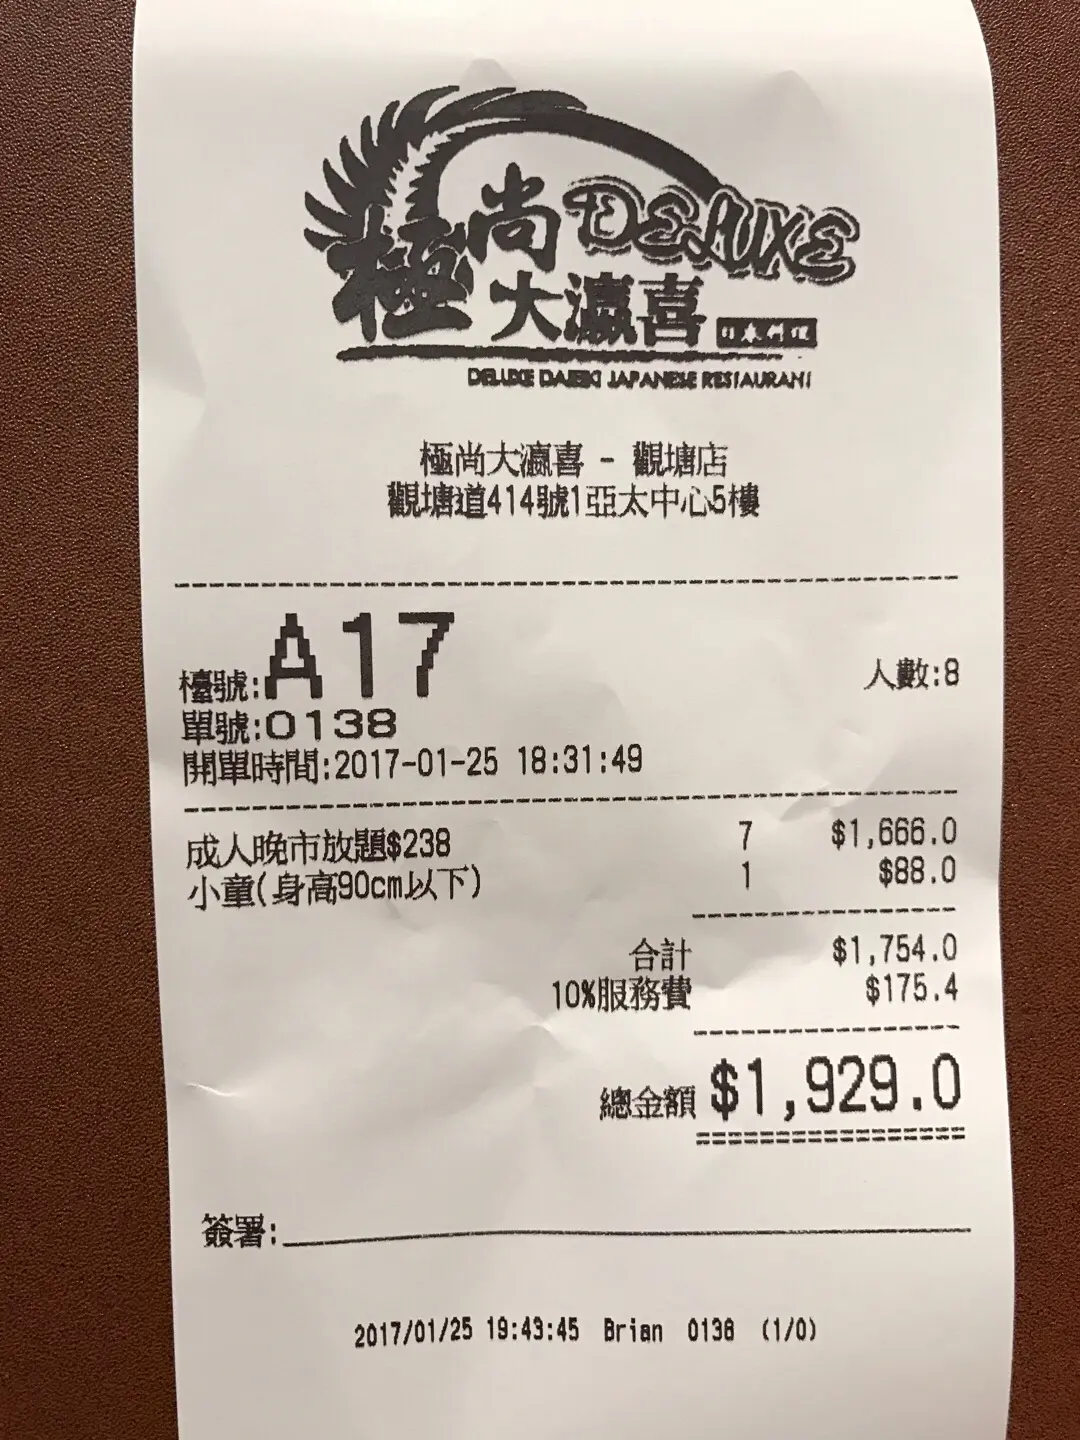 極尚 DELUXE
大瀛喜
DELUXE DAIEIKI JAPANESE RESTAURANT
極尚大瀛喜 - 觀塘店
觀塘道414號1亞太中心5樓
檯號:A17 人數:8
單號:0138
開單時間:2017-01-25 18:31:49
成人晚市放題$238 7 $1,666.0
小童(身高90cm以下) 1 $88.0
合計 $1,754.0
10%服務費 $175.4
總金額 $1,929.0
簽署:
2017/01/25 19:43:45 Brian 0138 (1/0)